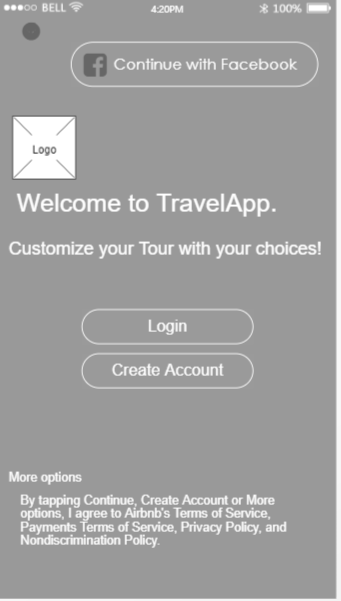 BELL 4:20PM 100%
Continue with Facebook
Logo
Welcome to TravelApp.
Customize your Tour with your choices!
Login
Create Account
More options
By tapping Continue, Create Account or More
options, I agree to Airbnb's Terms of Service,
Payments Terms of Service, Privacy Policy, and
Nondiscrimination Policy.